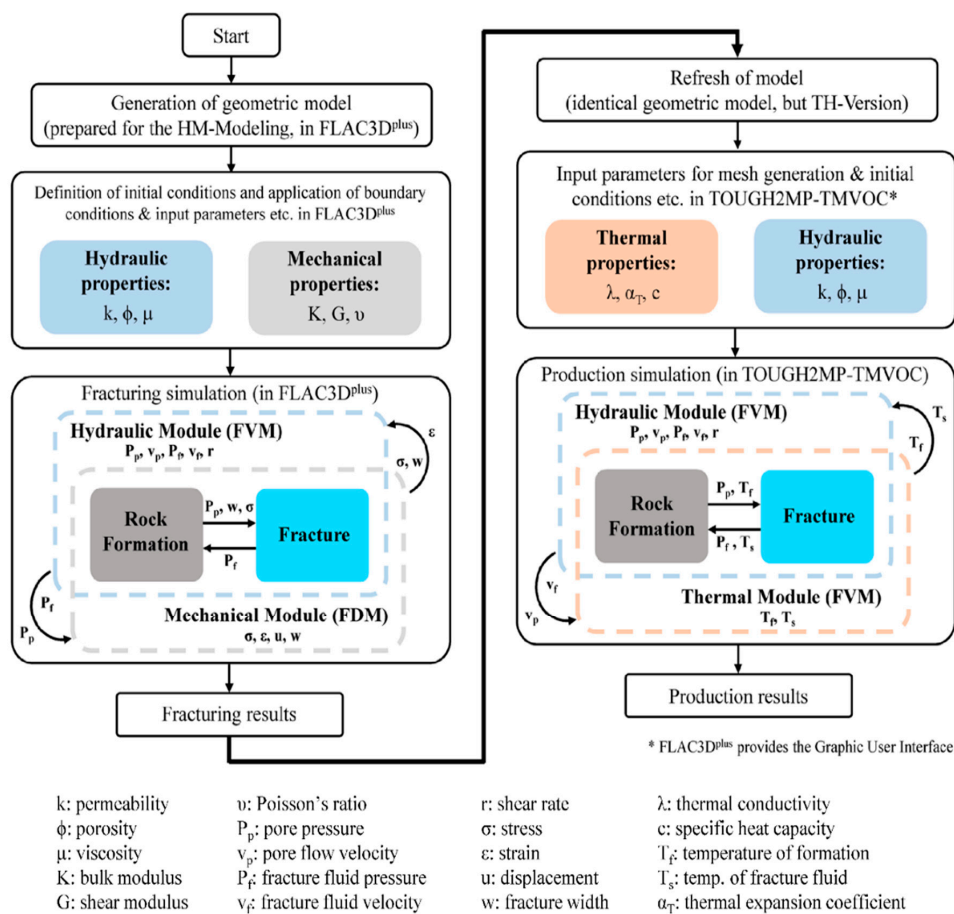 Start
Generation of geometric model
(prepared for the HM-Modeling, in FLAC3Dplus)
Definition of initial conditions and application of boundary
conditions & input parameters etc. in FLAC3Dplus
Hydraulic
properties:
k, ϕ, μ
Mechanical
properties:
K, G, υ
Fracturing simulation (in FLAC3Dplus)
Hydraulic Module (FVM)
Pp, vp, Pf, vf, r
ε
σ, w
Rock
Formation
Pp, w, σ
Pf
Fracture
Pf
Pp
Mechanical Module (FDM)
σ, ε, u, w
Fracturing results
Refresh of model
(identical geometric model, but TH-Version)
Input parameters for mesh generation & initial
conditions etc. in TOUGH2MP-TMVOC*
Thermal
properties:
λ, αT, c
Hydraulic
properties:
k, ϕ, μ
Production simulation (in TOUGH2MP-TMVOC)
Hydraulic Module (FVM)
Pp, vp, Pf, vf, r
Ts
Tf
Rock
Formation
Pp, Tf
Pf, Ts
Fracture
vf
vp
Thermal Module (FVM)
Tf, Ts
Production results
* FLAC3Dplus provides the Graphic User Interface
k: permeability
ϕ: porosity
μ: viscosity
K: bulk modulus
G: shear modulus
υ: Poisson's ratio
Pp: pore pressure
vp: pore flow velocity
Pf: fracture fluid pressure
vf: fracture fluid velocity
r: shear rate
σ: stress
ε: strain
u: displacement
w: fracture width
λ: thermal conductivity
c: specific heat capacity
Tf: temperature of formation
Ts: temp. of fracture fluid
αT: thermal expansion coefficient